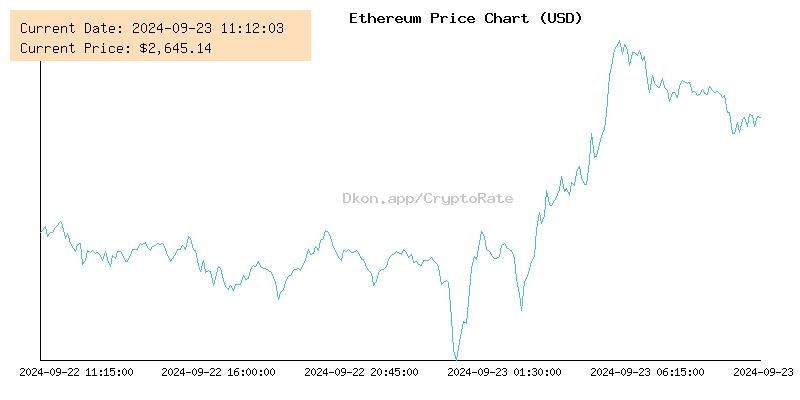 Ethereum Price Chart (USD)
Current Date: 2024-09-23 11:12:03
Current Price: $2,645.14
Dkon.app/CryptoRate
2024-09-22 11:15:00 2024-09-22 16:00:00 2024-09-22 20:45:00 2024-09-23 01:30:00 2024-09-23 06:15:00 2024-09-23